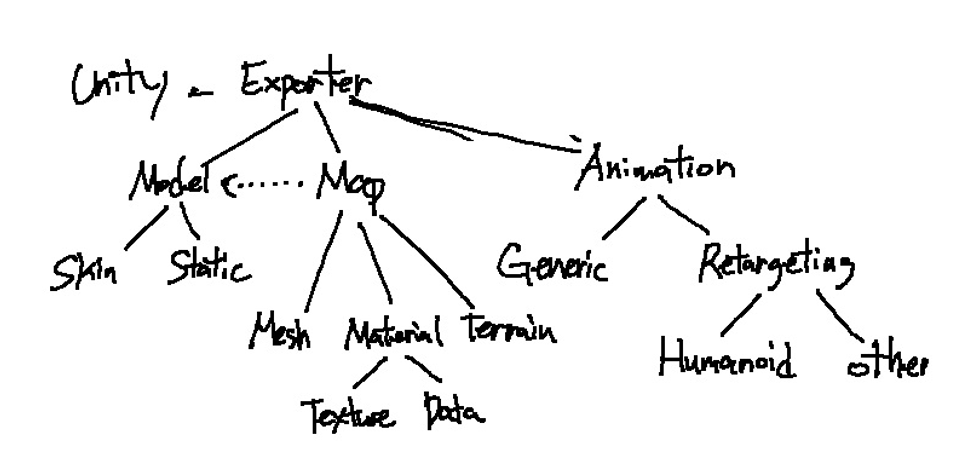 Unity - Exporter
Model Map Animation
Skin Static Generic Retargeting
Mesh Material Terrain
Humanoid other
Texture Data